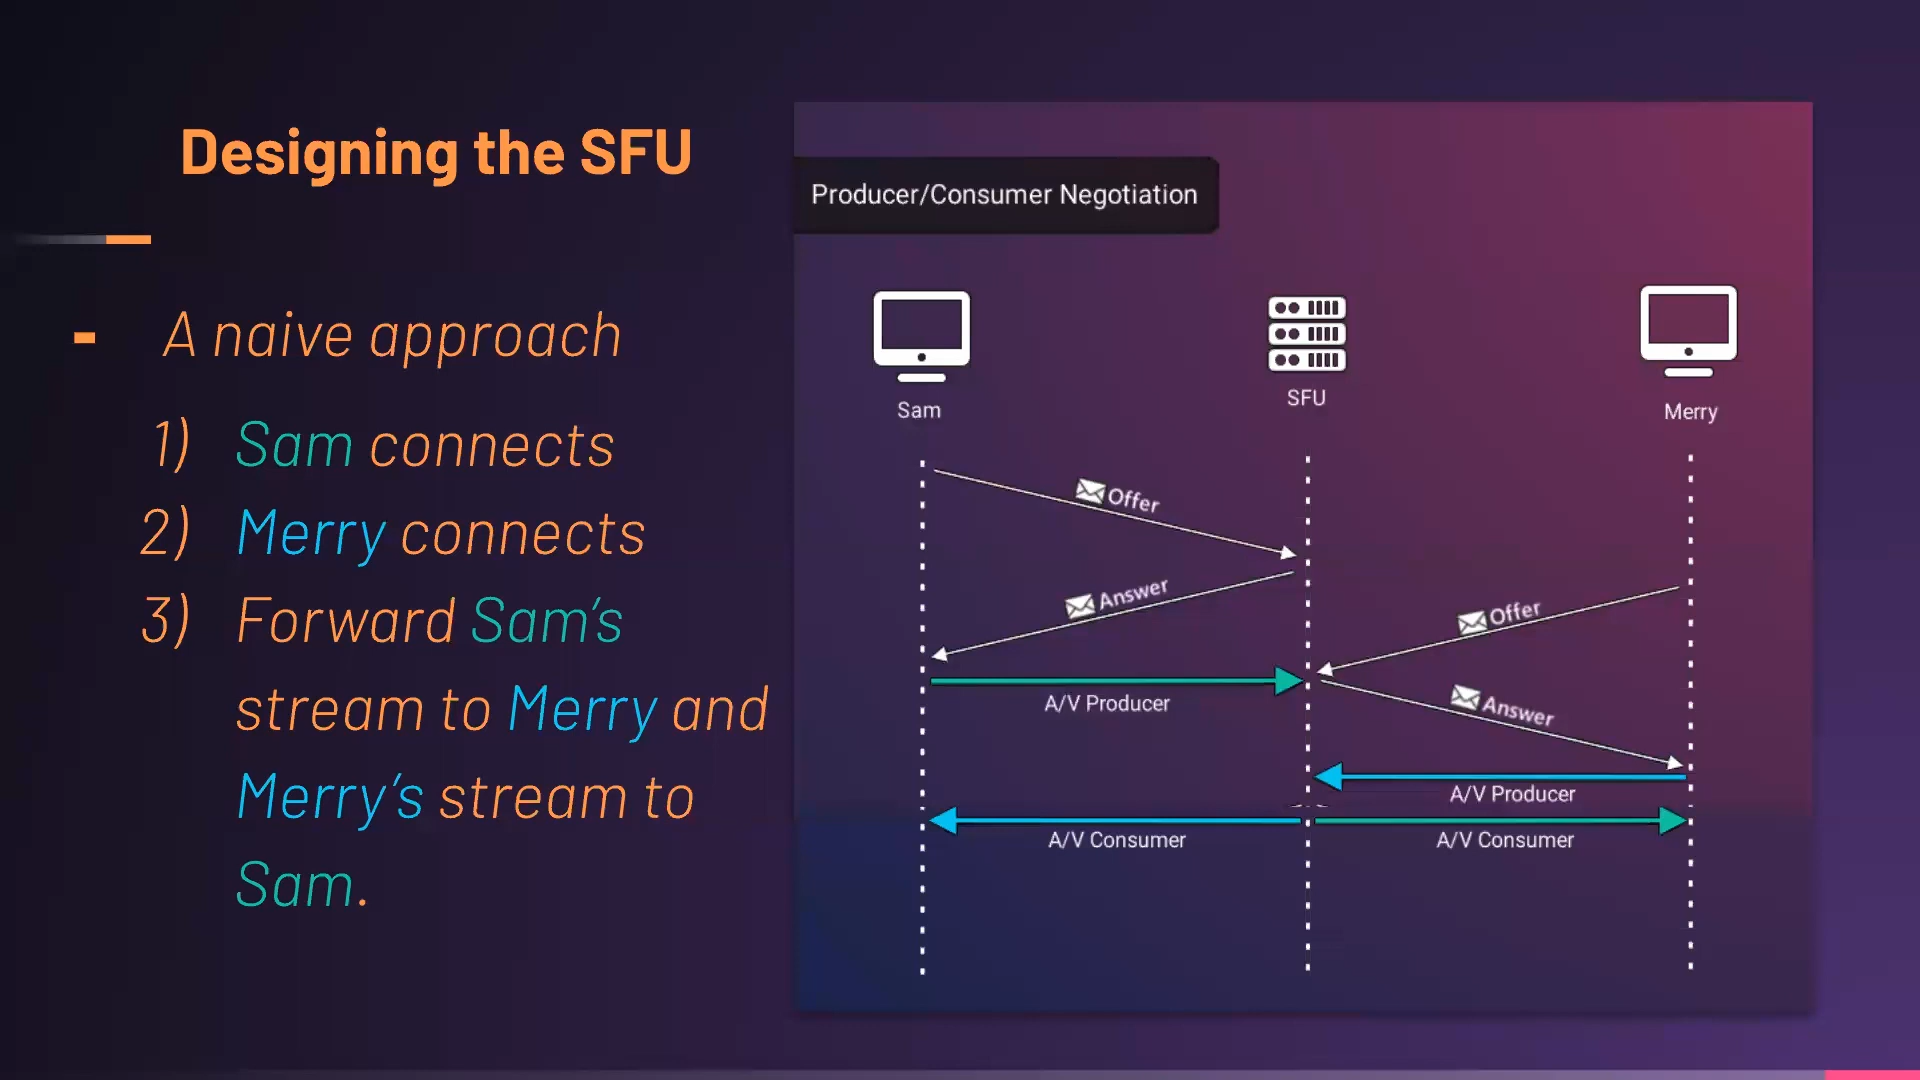 Designing the SFU
- A naive approach
1) Sam connects
2) Merry connects
3) Forward Sam's
stream to Merry and
Merry's stream to
Sam.
Producer/Consumer Negotiation
Sam
SFU
Merry
Offer
Answer
Offer
A/V Producer
Answer
A/V Producer
A/V Consumer
A/V Consumer